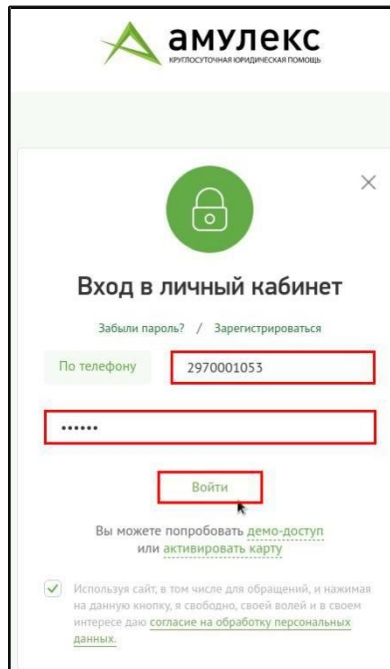 амулекс
КРУГЛОСУТОЧНАЯ ЮРИДИЧЕСКАЯ ПОМОЩЬ
Вход в личный кабинет
Забыли пароль? / Зарегистрироваться
По телефону 2970001053
••••••
Войти
Вы можете попробовать демо-доступ
или активировать карту
Используя сайт, в том числе для обращений, и нажимая
на данную кнопку, я свободно, своей волей и в своем
интересе даю согласие на обработку персональных
данных.